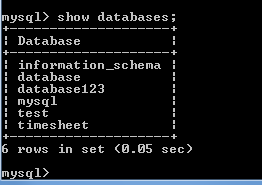 mysql> show databases;
+--------------------+
| Database           |
+--------------------+
| information_schema |
| database           |
| database123        |
| mysql              |
| test               |
| timesheet          |
+--------------------+
6 rows in set (0.05 sec)
mysql>